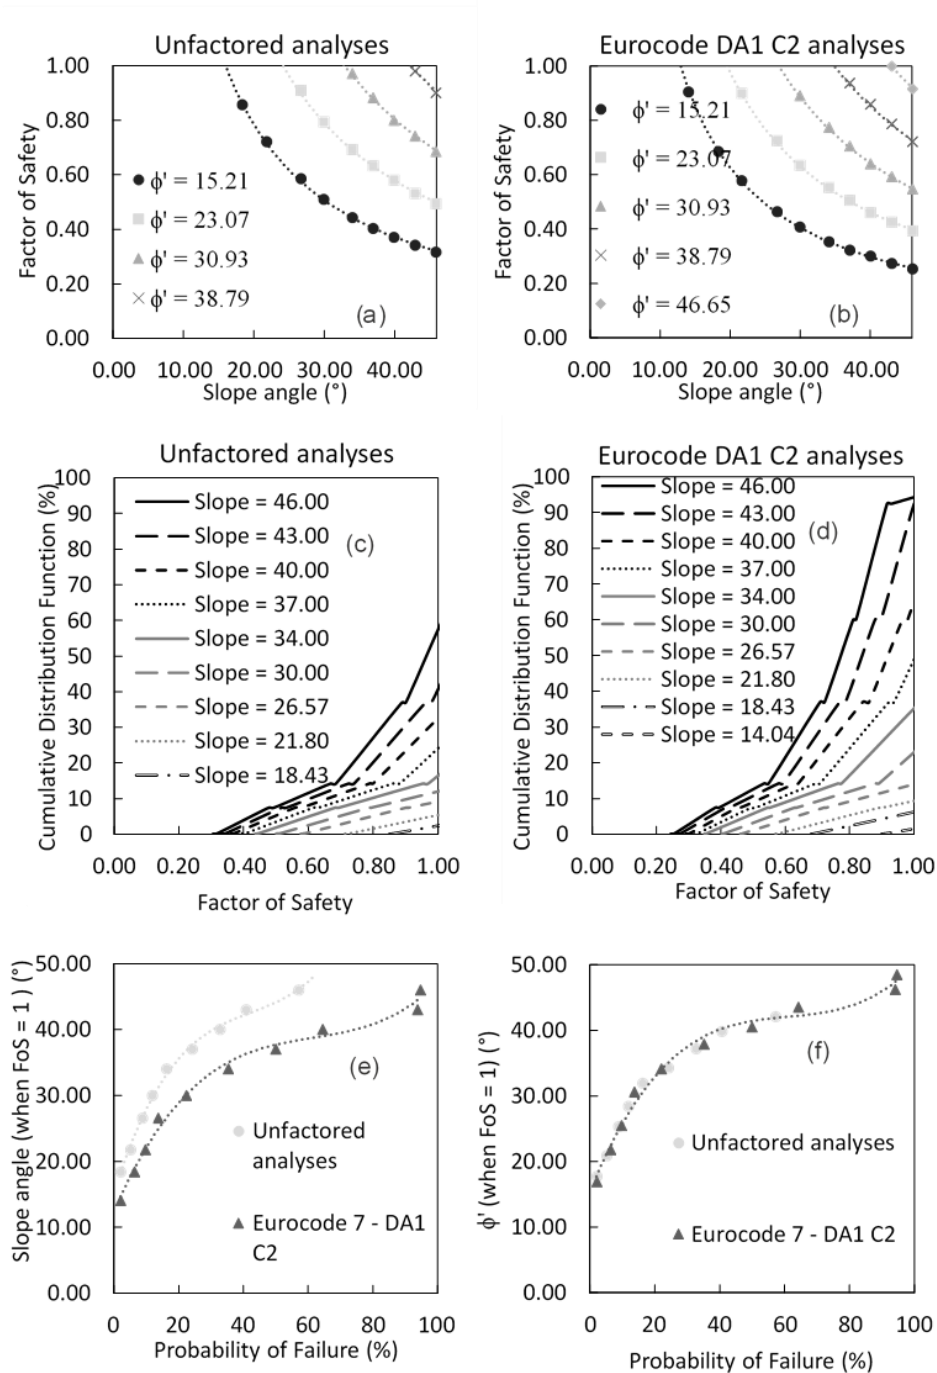 Unfactored analyses
Factor of Safety
1.00
0.80
0.60
0.40
0.20
0.00
ϕ' = 15.21
ϕ' = 23.07
ϕ' = 30.93
ϕ' = 38.79
(a)
0.00 10.00 20.00 30.00 40.00
Slope angle (°)
Eurocode DA1 C2 analyses
Factor of Safety
1.00
0.80
0.60
0.40
0.20
0.00
ϕ' = 15.21
ϕ' = 23.07
ϕ' = 30.93
ϕ' = 38.79
ϕ' = 46.65
(b)
0.00 10.00 20.00 30.00 40.00
Slope angle (°)
Unfactored analyses
Cumulative Distribution Function (%)
100
90
80
70
60
50
40
30
20
10
0
Slope = 46.00
Slope = 43.00
Slope = 40.00
Slope = 37.00
Slope = 34.00
Slope = 30.00
Slope = 26.57
Slope = 21.80
Slope = 18.43
(c)
0.00 0.20 0.40 0.60 0.80 1.00
Factor of Safety
Eurocode DA1 C2 analyses
Cumulative Distribution Function (%)
100
90
80
70
60
50
40
30
20
10
0
Slope = 46.00
Slope = 43.00
Slope = 40.00
Slope = 37.00
Slope = 34.00
Slope = 30.00
Slope = 26.57
Slope = 21.80
Slope = 18.43
Slope = 14.04
(d)
0.00 0.20 0.40 0.60 0.80 1.00
Factor of Safety
Slope angle (when FoS = 1 ) (°)
50.00
40.00
30.00
20.00
10.00
0.00
(e)
Unfactored
analyses
Eurocode 7 - DA1
C2
0 20 40 60 80 100
Probability of Failure (%)
ϕ' (when FoS = 1) (°)
50.00
40.00
30.00
20.00
10.00
0.00
(f)
Unfactored analyses
Eurocode 7 - DA1 C2
0 20 40 60 80 100
Probability of Failure (%)